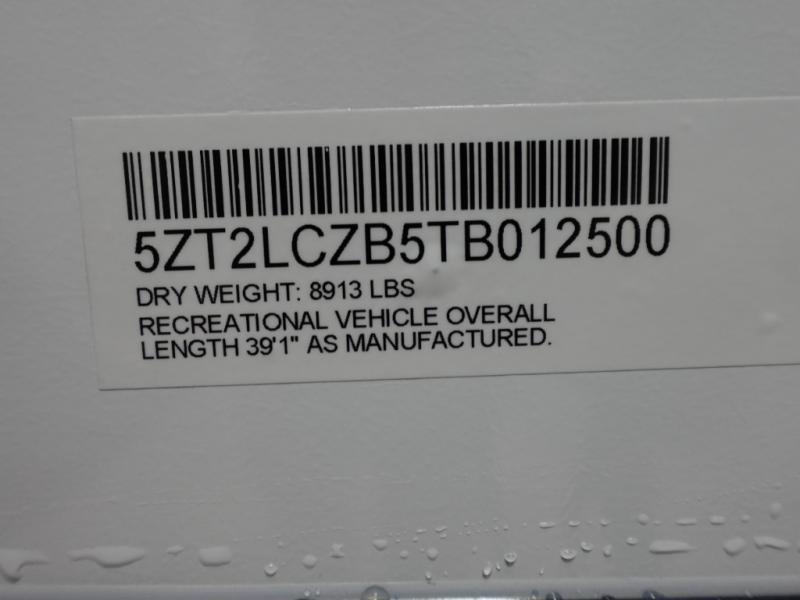 5ZT2LCZB5TB012500
DRY WEIGHT: 8913 LBS
RECREATIONAL VEHICLE OVERALL
LENGTH 39'1" AS MANUFACTURED.